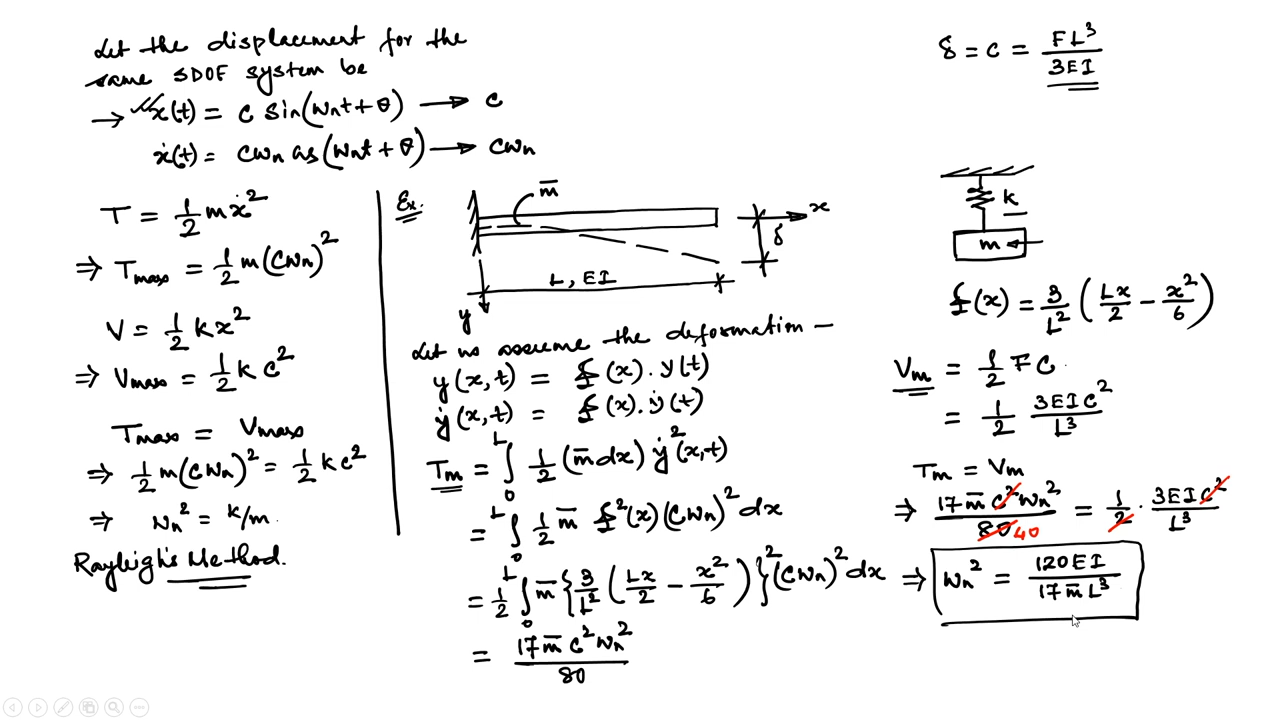 Let the displacement for the
same SDOF system be
→ x(t) = c sin(ωnt + θ) → c
ẋ(t) = cωn cos(ωnt + θ) → cωn
T = 1/2 mẋ²
⇒ Tmax = 1/2 m(cωn)²
V = 1/2 kx²
⇒ Vmax = 1/2 kc²
Tmax = Vmax
⇒ 1/2 m(cωn)² = 1/2 kc²
⇒ ωn² = k/m
Rayleigh's Method.
Ex.
m̅
x
δ
L, EI
y
Let us assume the deformation —
y(x,t) = Φ(x). y(t)
ẏ(x,t) = Φ(x). ẏ(t)
Tm = ∫₀ᴸ 1/2 (m̅dx) ẏ²(x,t)
= ∫₀ᴸ 1/2 m̅ Φ²(x)(cωn)² dx
= 1/2 ∫₀ᴸ m̅ {3/L² (Lx/2 − x²/6)}² (cωn)² dx
= 17m̅c²ωn²/80
δ = c = FL³/3EI
k
m
Φ(x) = 3/L² (Lx/2 − x²/6)
Vm = 1/2 FC
= 1/2 3EIC²/L³
Tm = Vm
⇒ 17m̅c²ωn²/80 40 = 1/2 . 3EIC²/L³
⇒ ωn² = 120EI/17m̅L³